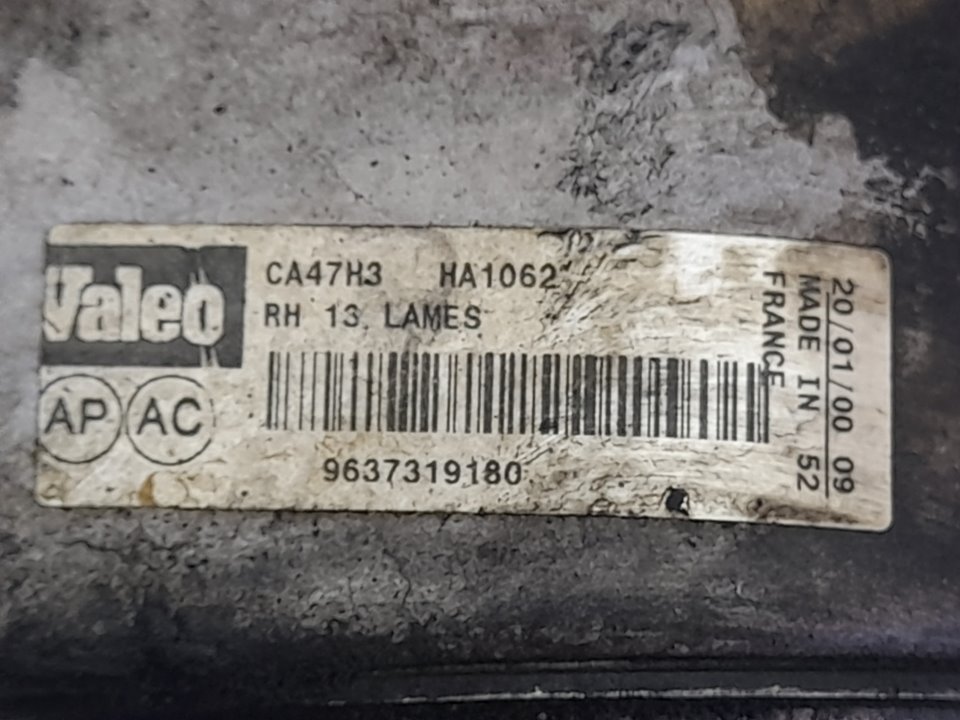 Valeo
CA47H3 HA1062
RH 13 LAMES
AP AC
9637319180
20/01/00 09
MADE IN 52
FRANCE